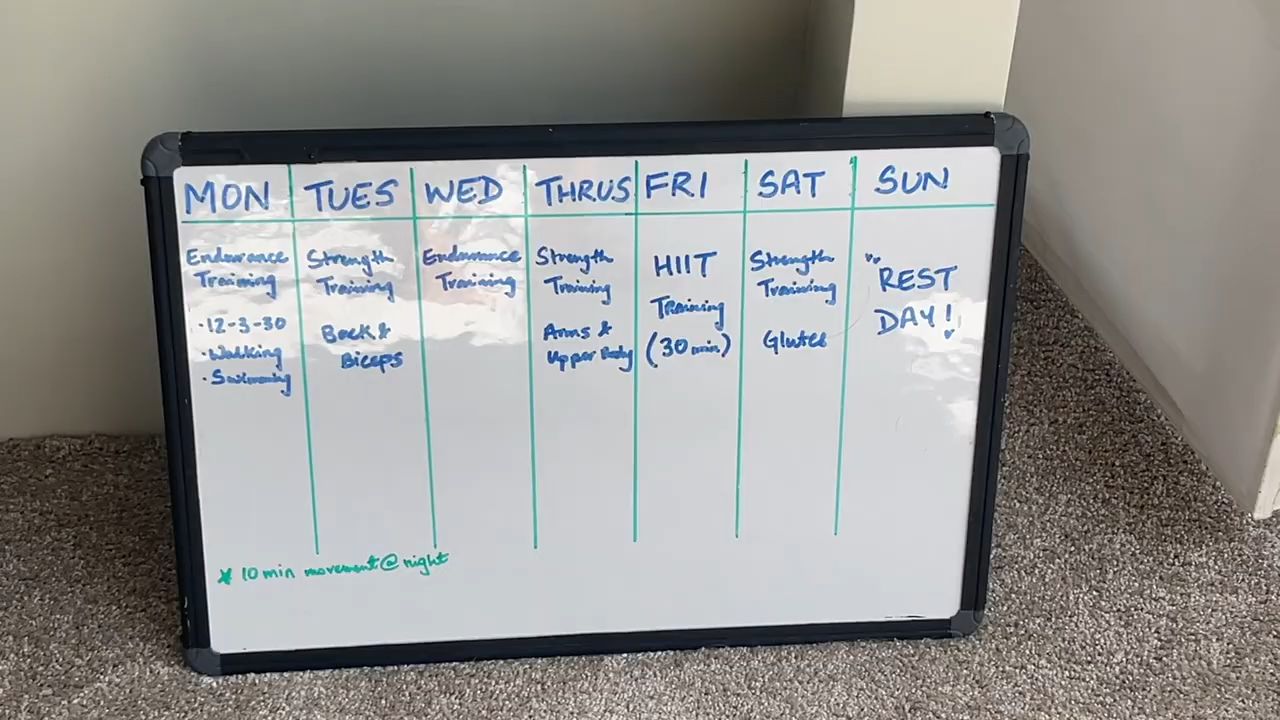 MON TUES WED THRUS FRI SAT SUN
Endurance
Training
·12-3-30
·Walking
·Swimming
Strength
Training
Back &
Biceps
Endurance
Training
Strength
Training
Arms &
Upper Body
HIIT
Training
(30 min)
Strength
Training
Glutes
"REST
DAY!"
* 10 min movement @ night